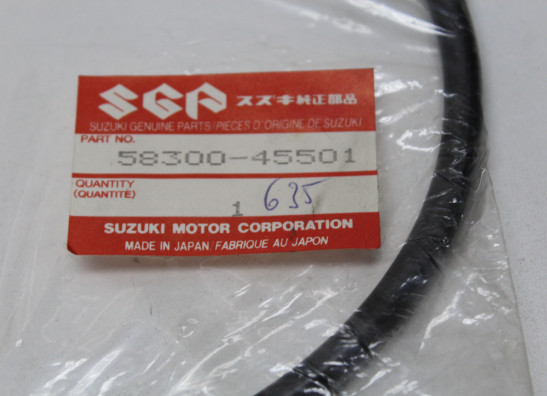 SGP スズキ純正部品
SUZUKI GENUINE PARTS/PIECES D'ORIGINE DE SUZUKI
PART NO.
58300-45501
QUANTITY
(QUANTITE)
1 635
SUZUKI MOTOR CORPORATION
MADE IN JAPAN/FABRIQUE AU JAPON